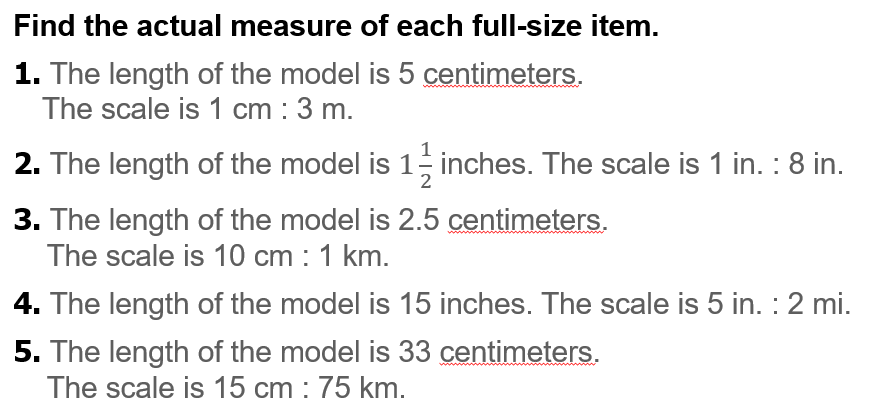 Find the actual measure of each full-size item.
1. The length of the model is 5 centimeters.
The scale is 1 cm : 3 m.
2. The length of the model is 1 1/2 inches. The scale is 1 in. : 8 in.
3. The length of the model is 2.5 centimeters.
The scale is 10 cm : 1 km.
4. The length of the model is 15 inches. The scale is 5 in. : 2 mi.
5. The length of the model is 33 centimeters.
The scale is 15 cm : 75 km.